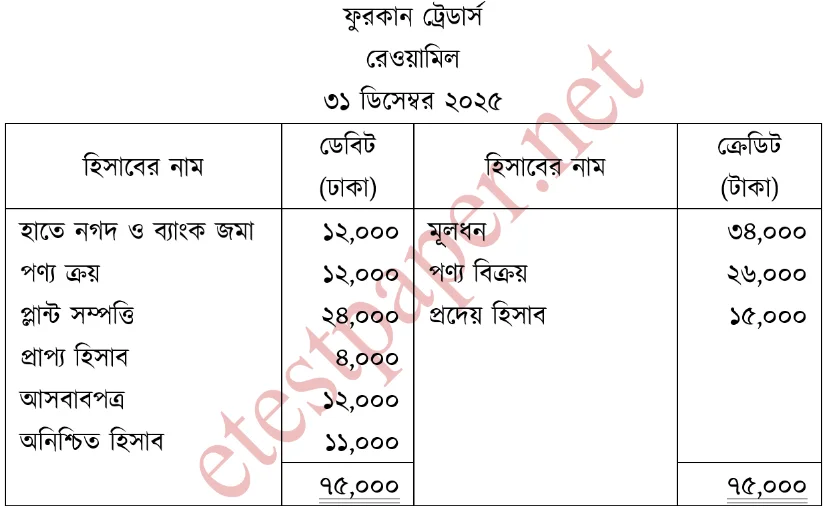 ফুরকান ট্রেডার্স
রেওয়ামিল
৩১ ডিসেম্বর ২০২৫
হিসাবের নাম ডেবিট (ঢাকা) হিসাবের নাম ক্রেডিট (টাকা)
হাতে নগদ ও ব্যাংক জমা ১২,০০০ মূলধন ৩৪,০০০
পণ্য ক্রয় ১২,০০০ পণ্য বিক্রয় ২৬,০০০
প্লান্ট সম্পত্তি ২৪,০০০ প্রদেয় হিসাব ১৫,০০০
প্রাপ্য হিসাব ৪,০০০
আসবাবপত্র ১২,০০০
অনিশ্চিত হিসাব ১১,০০০
৭৫,০০০ ৭৫,০০০
etestpaper.net